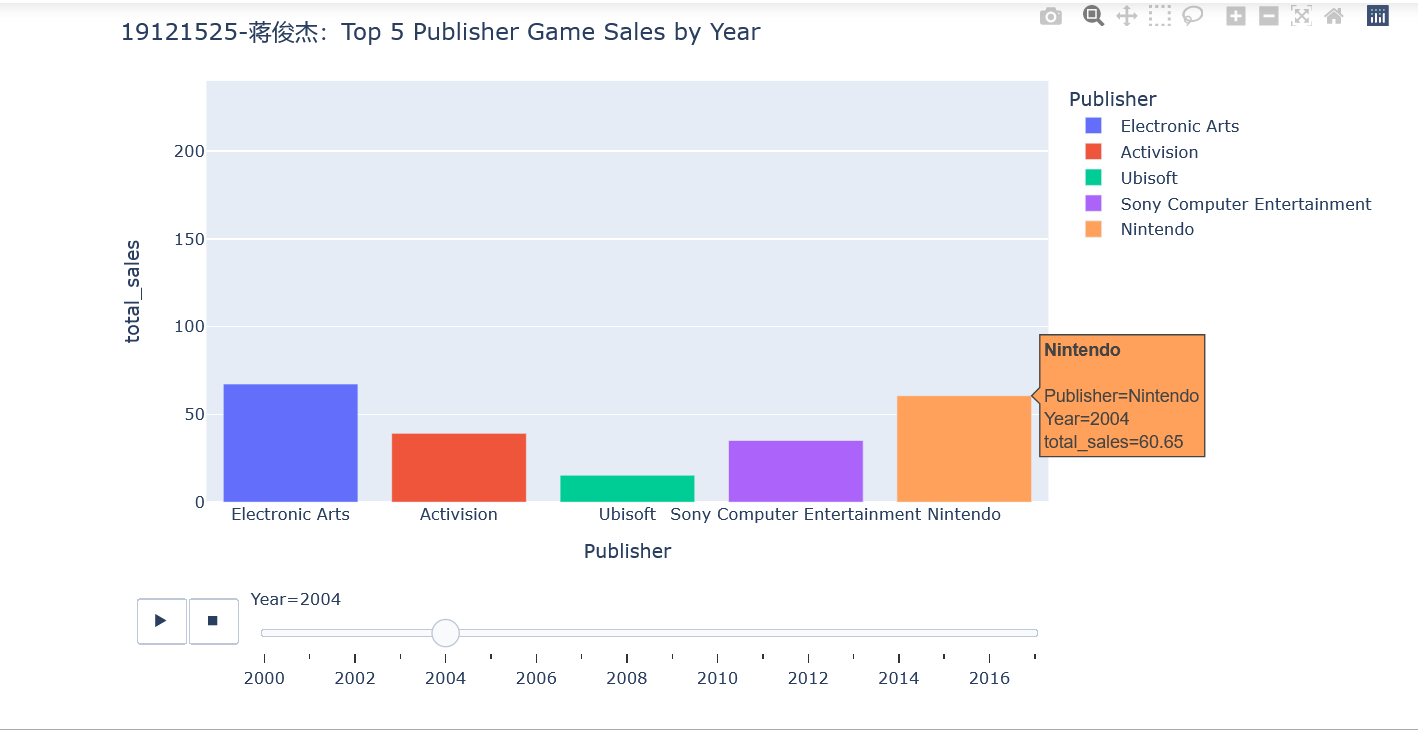 19121525-蒋俊杰：Top 5 Publisher Game Sales by Year
Publisher
Electronic Arts
Activision
Ubisoft
Sony Computer Entertainment
Nintendo
200
150
100
50
0
total_sales
Nintendo
Publisher=Nintendo
Year=2004
total_sales=60.65
Electronic Arts Activision Ubisoft Sony Computer Entertainment Nintendo
Publisher
Year=2004
2000 2002 2004 2006 2008 2010 2012 2014 2016